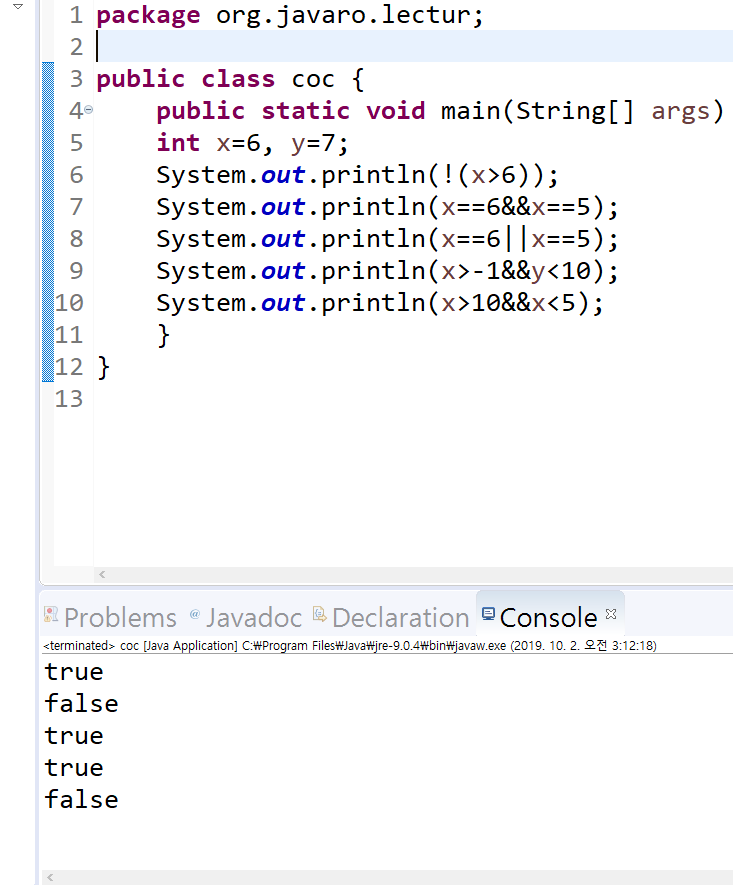 1 package org.javaro.lectur;
2
3 public class coc {
4 public static void main(String[] args)
5 int x=6, y=7;
6 System.out.println(!(x>6));
7 System.out.println(x==6&&x==5);
8 System.out.println(x==6||x==5);
9 System.out.println(x>-1&&y<10);
10 System.out.println(x>10&&x<5);
11 }
12 }
13
Problems @ Javadoc Declaration Console
<terminated> coc [Java Application] C:₩Program Files₩Java₩jre-9.0.4₩bin₩javaw.exe (2019. 10. 2. 오전 3:12:18)
true
false
true
true
false